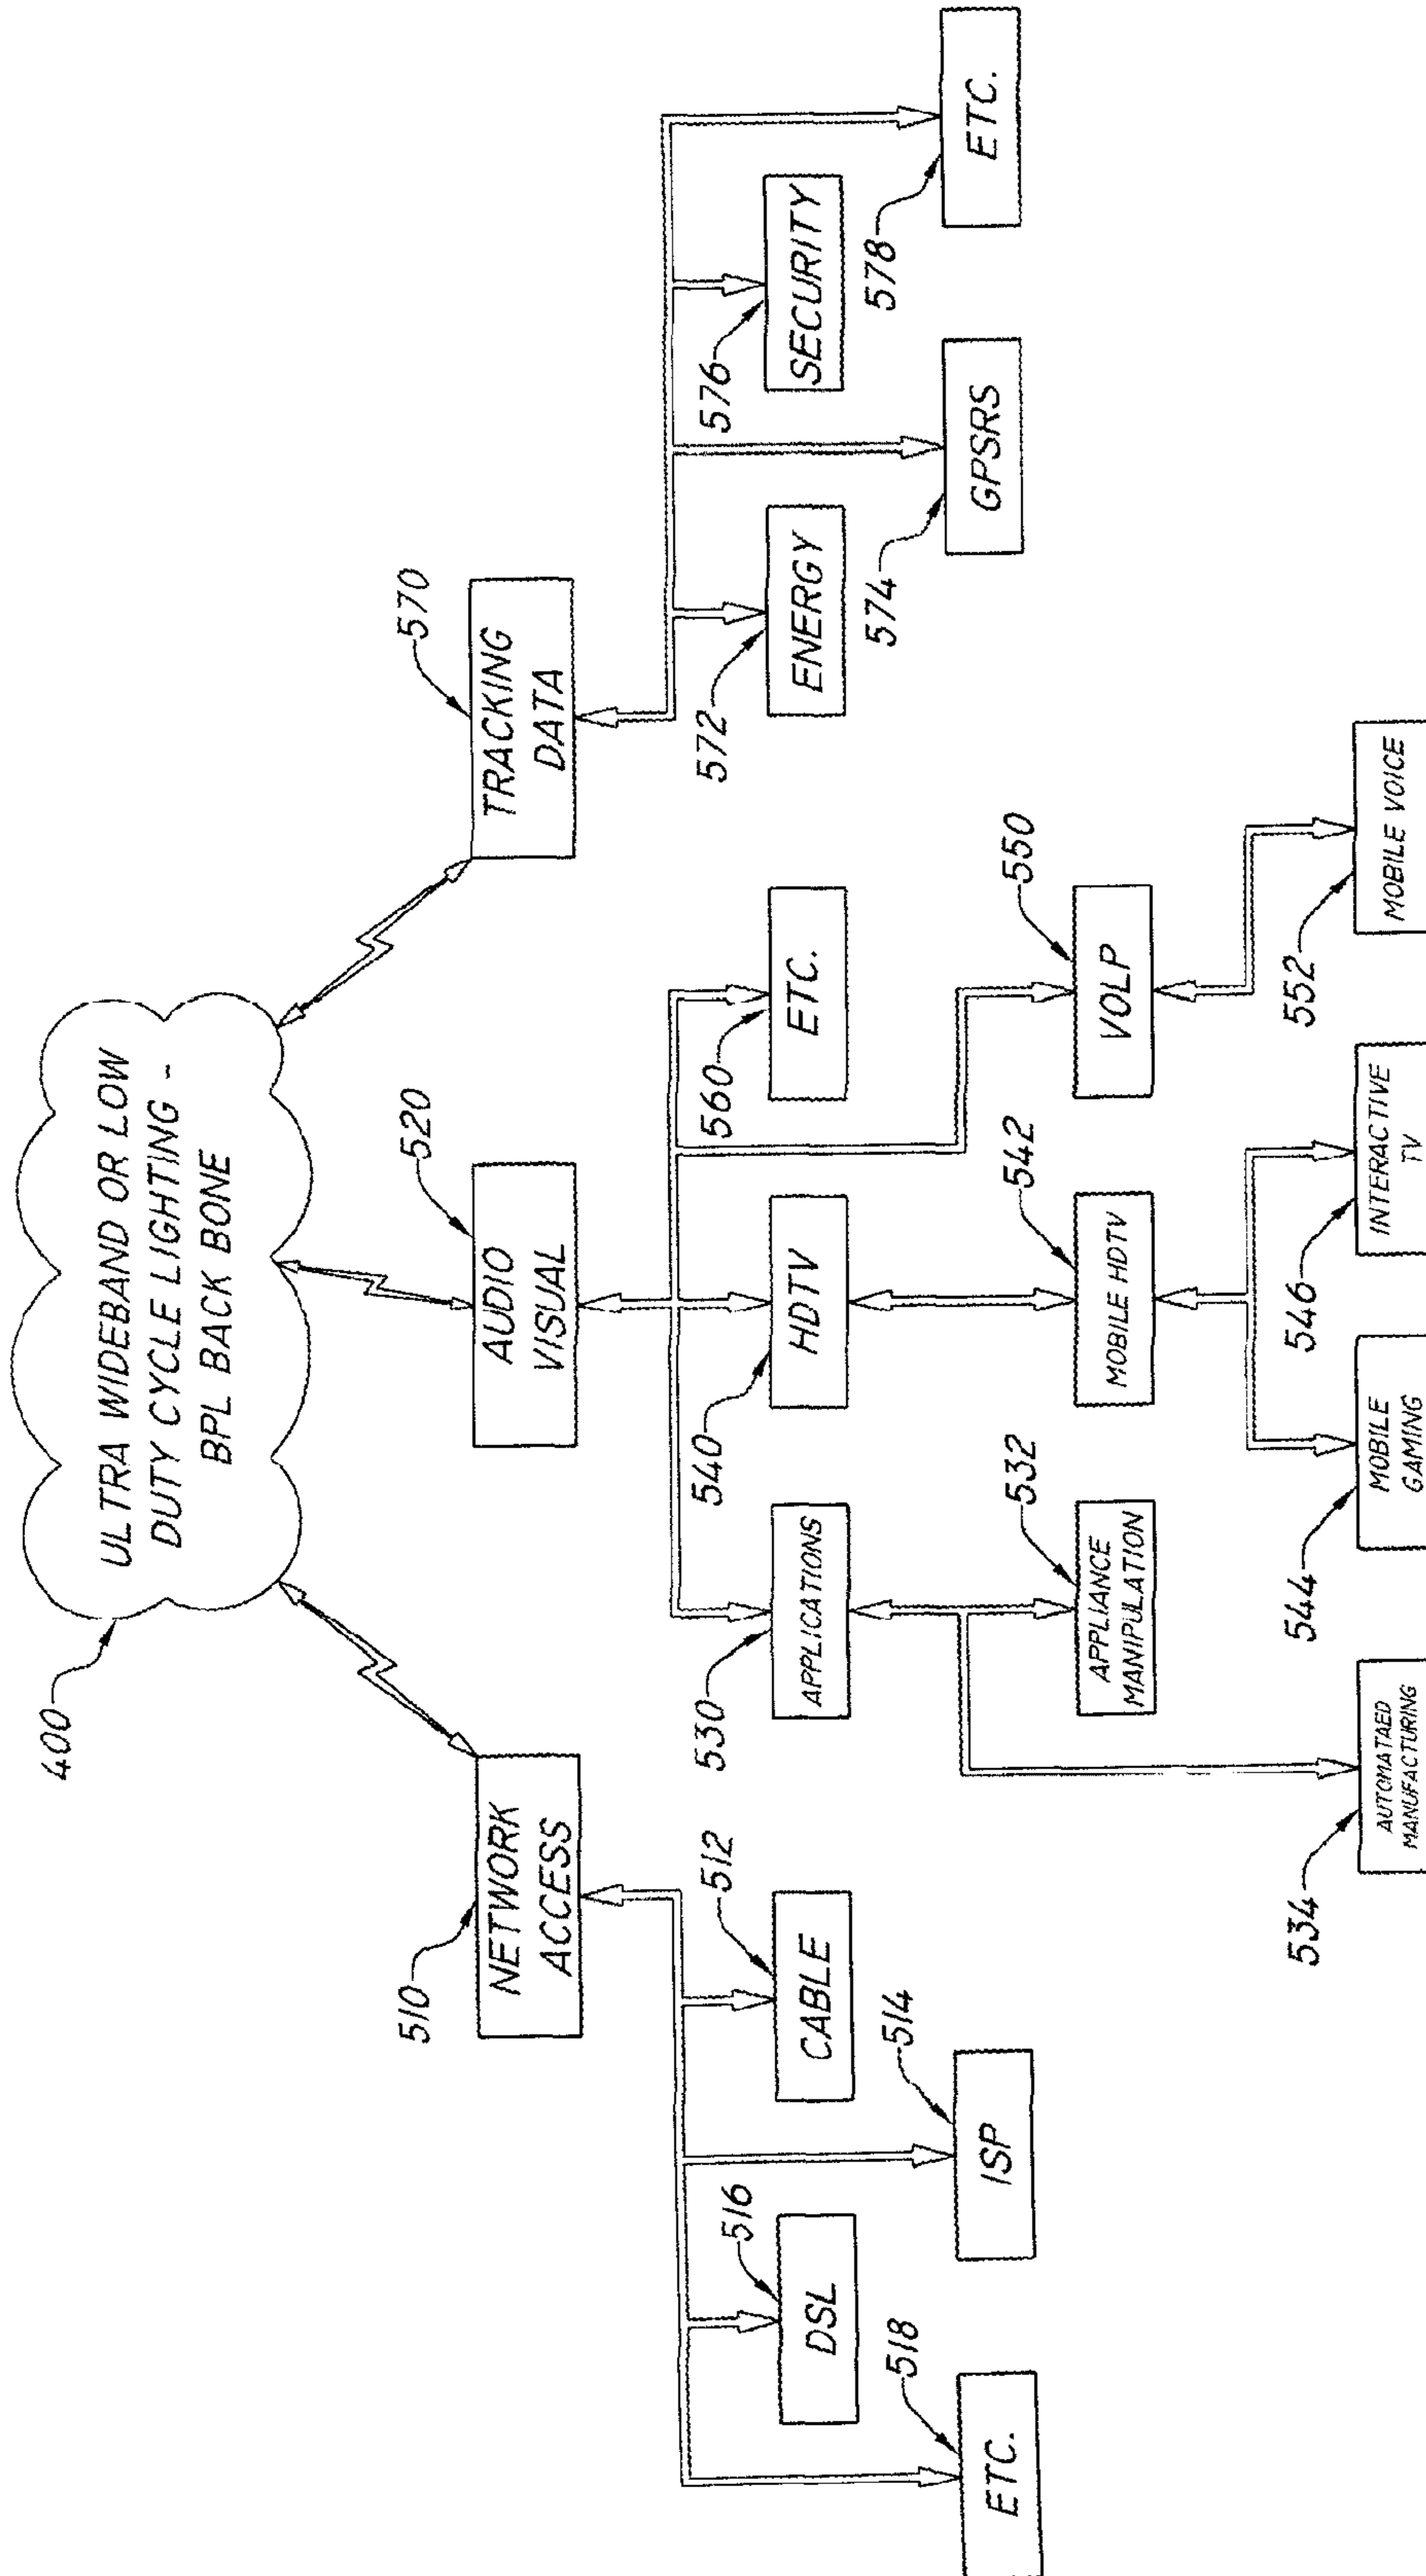 400
ULTRA WIDEBAND OR LOW
DUTY CYCLE LIGHTING -
BPL BACK BONE
510
NETWORK
ACCESS
520
AUDIO
VISUAL
570
TRACKING
DATA
516
DSL
512
CABLE
518
ETC.
514
ISP
530
APPLICATIONS
540
HDTV
560
ETC.
572
ENERGY
576
SECURITY
574
GPSRS
578
ETC.
532
APPLIANCE
MANIPULATION
542
MOBILE HDTV
550
VOLP
534
AUTOMATAED
MANUFACTURING
544
MOBILE
GAMING
546
INTERACTIVE
TV
552
MOBILE VOICE